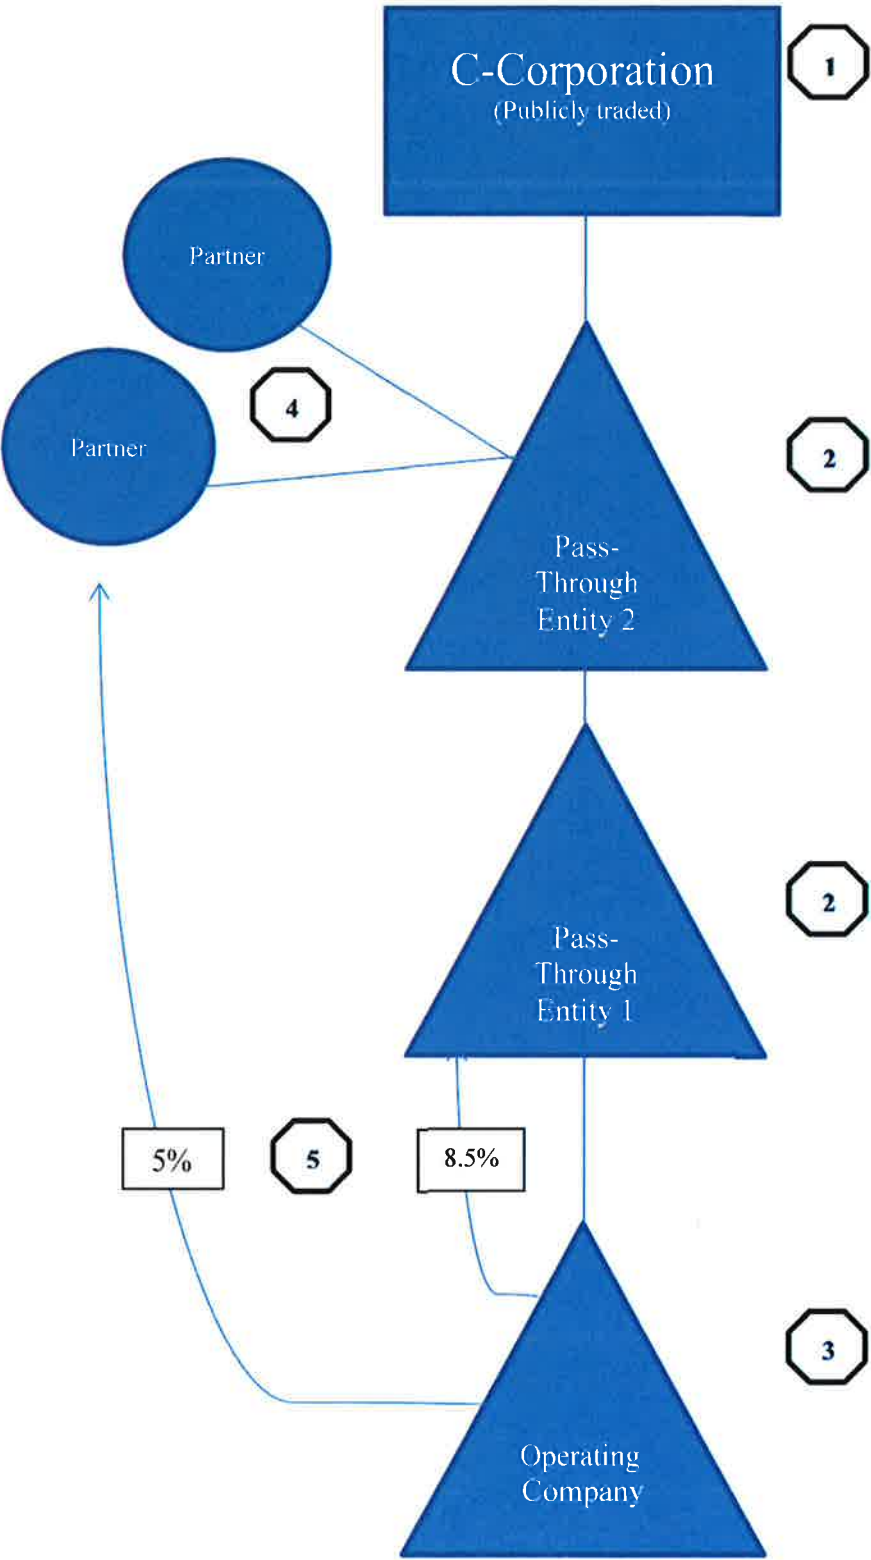 C-Corporation
(Publicly traded)
1
Partner
Partner
4
2
Pass-
Through
Entity 2
2
Pass-
Through
Entity 1
5%
5
8.5%
3
Operating
Company